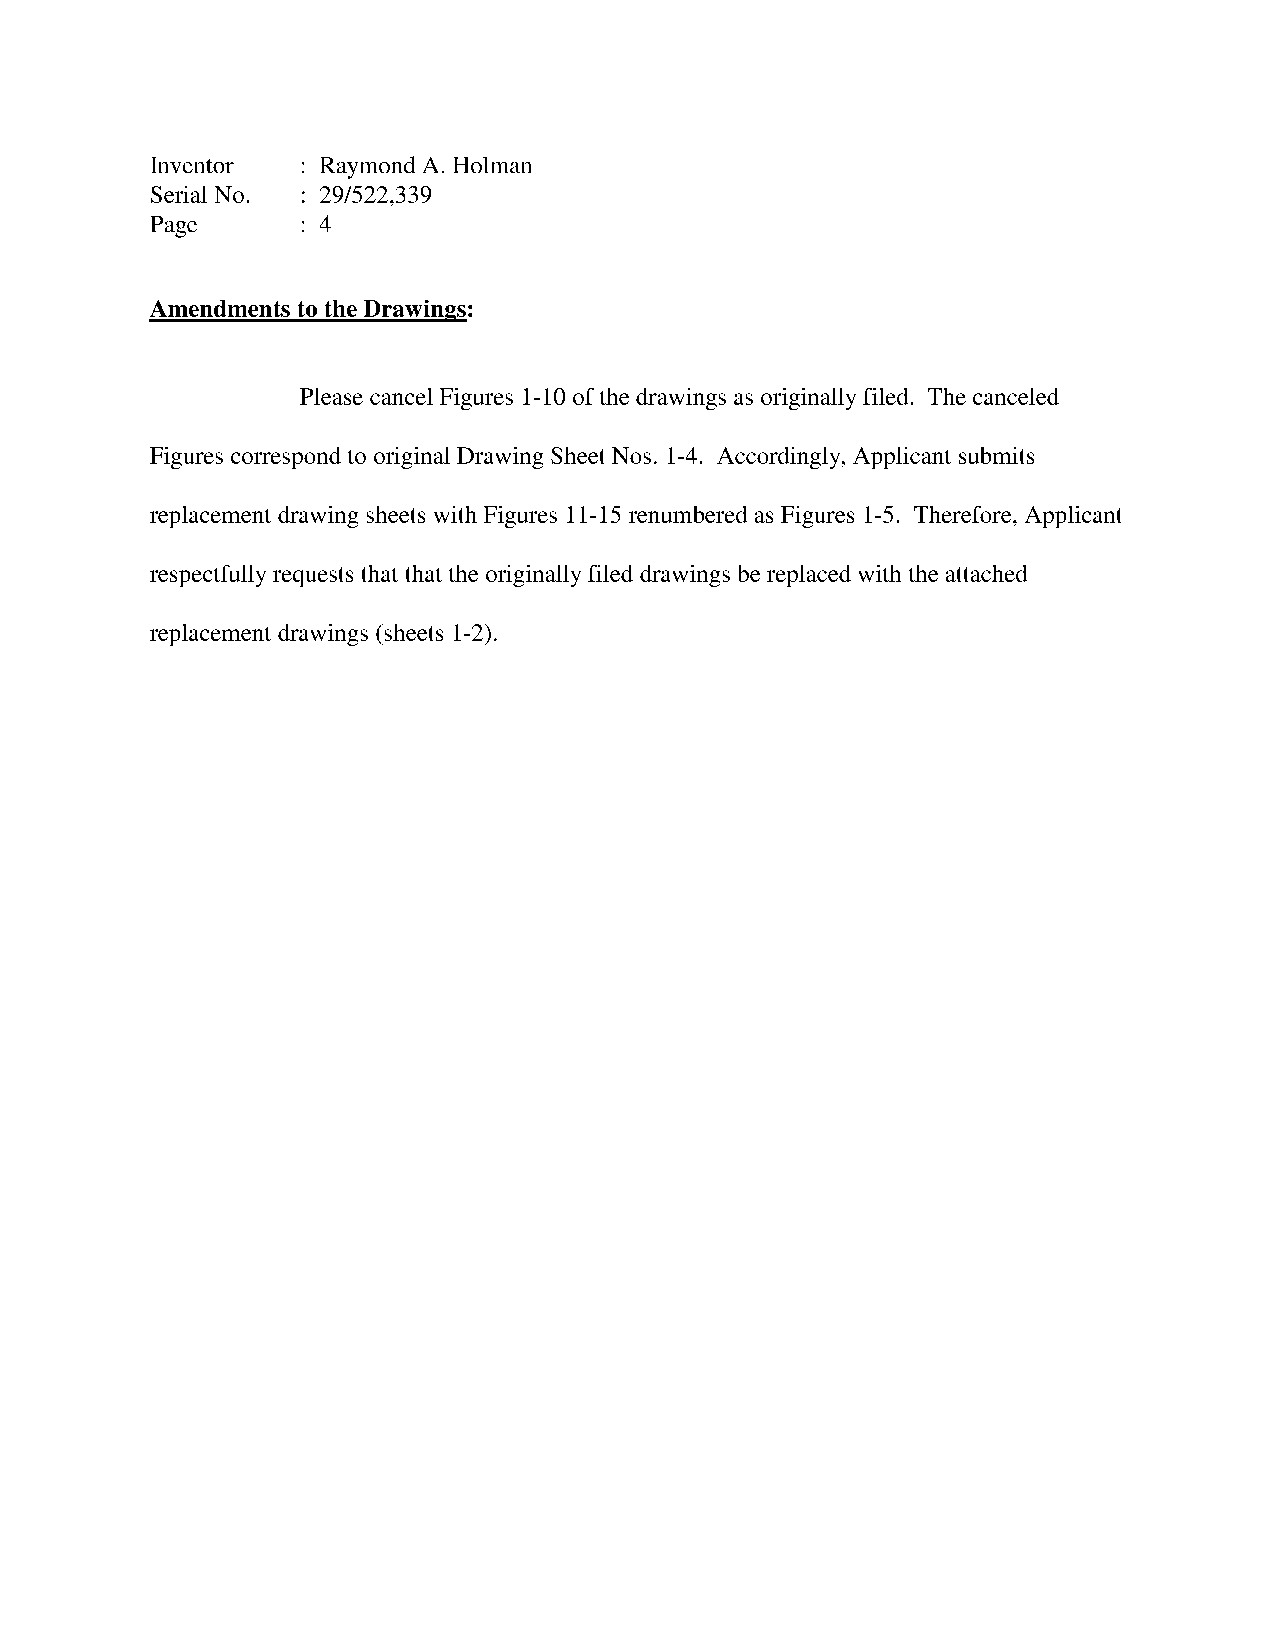 Inventor : Raymond A. Holman
Serial No. : 29/522,339
Page : 4
Amendments to the Drawings:
Please cancel Figures 1-10 of the drawings as originally filed. The canceled
Figures correspond to original Drawing Sheet Nos. 1-4. Accordingly, Applicant submits
replacement drawing sheets with Figures 11-15 renumbered as Figures 1-5. Therefore, Applicant
respectfully requests that that the originally filed drawings be replaced with the attached
replacement drawings (sheets 1-2).